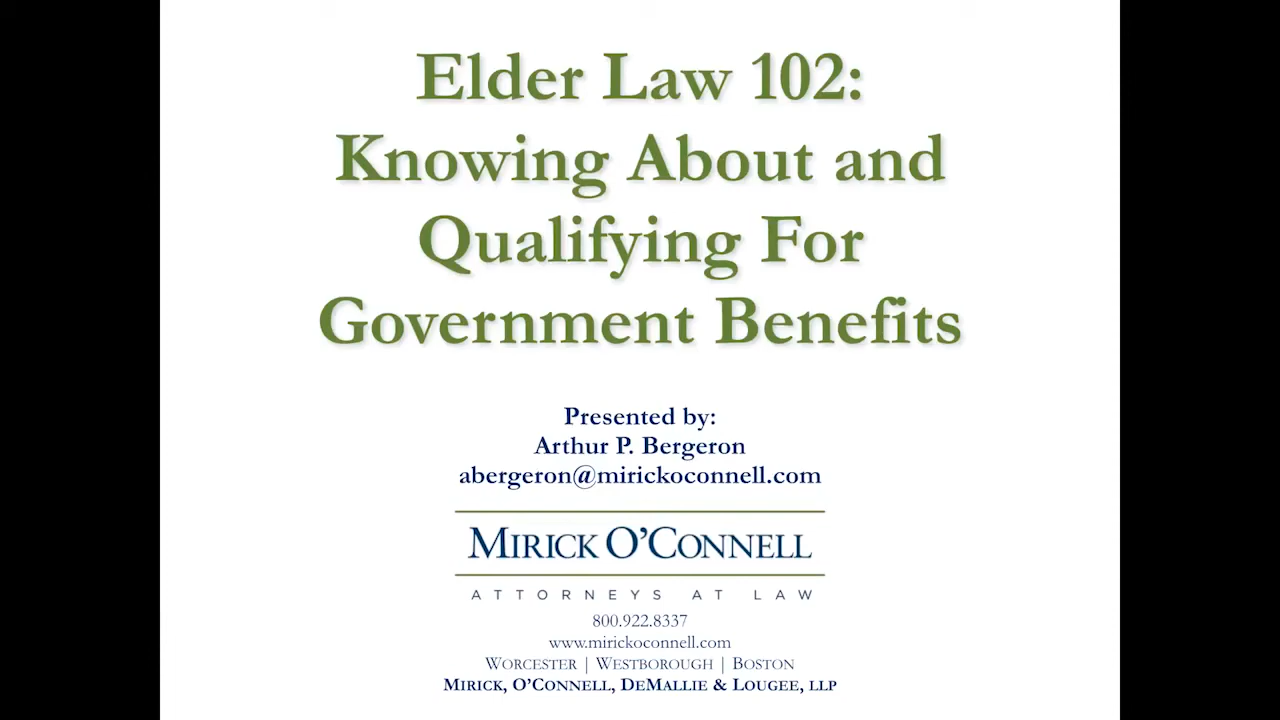 Elder Law 102:
Knowing About and
Qualifying For
Government Benefits
Presented by:
Arthur P. Bergeron
abergeron@mirickoconnell.com
MIRICK O'CONNELL
ATTORNEYS AT LAW
800.922.8337
www.mirickoconnell.com
WORCESTER | WESTBOROUGH | BOSTON
MIRICK, O'CONNELL, DEMALLIE & LOUGEE, LLP